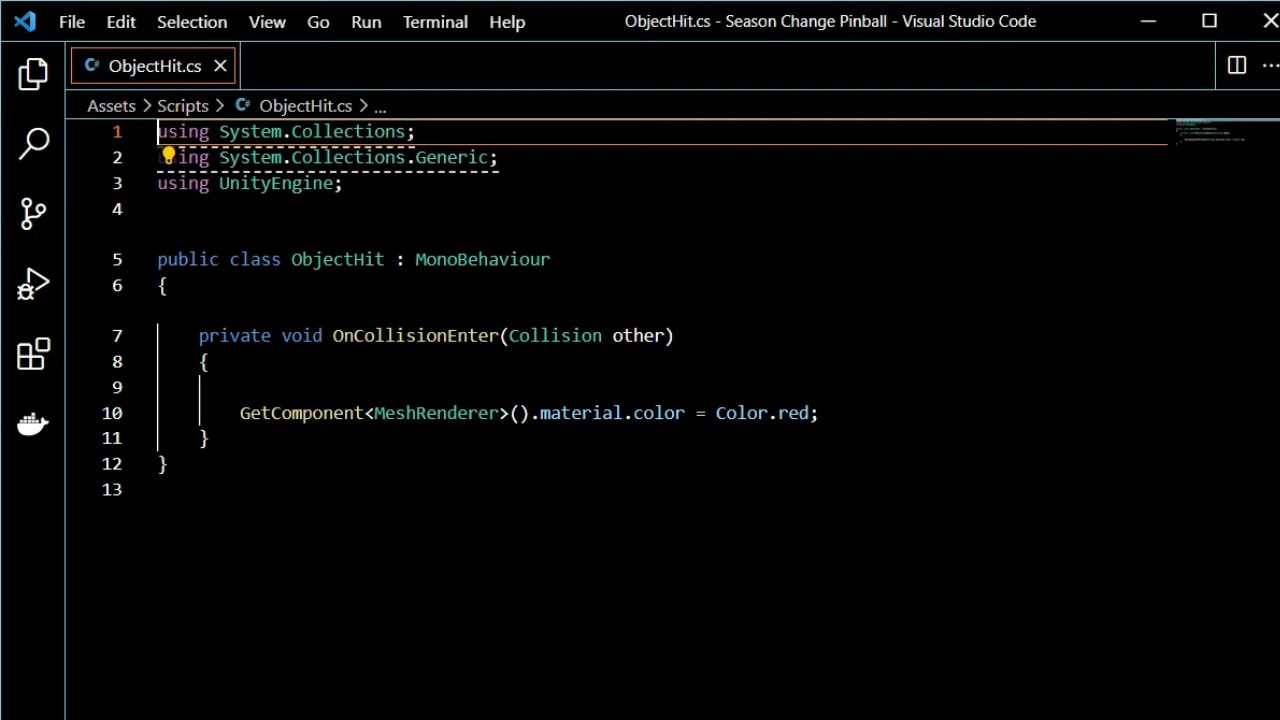 File Edit Selection View Go Run Terminal Help ObjectHit.cs - Season Change Pinball - Visual Studio Code
C# ObjectHit.cs
Assets > Scripts > C# ObjectHit.cs > ...
1 using System.Collections;
2 using System.Collections.Generic;
3 using UnityEngine;
4
5 public class ObjectHit : MonoBehaviour
6 {
7 private void OnCollisionEnter(Collision other)
8 {
9
10 GetComponent<MeshRenderer>().material.color = Color.red;
11 }
12 }
13